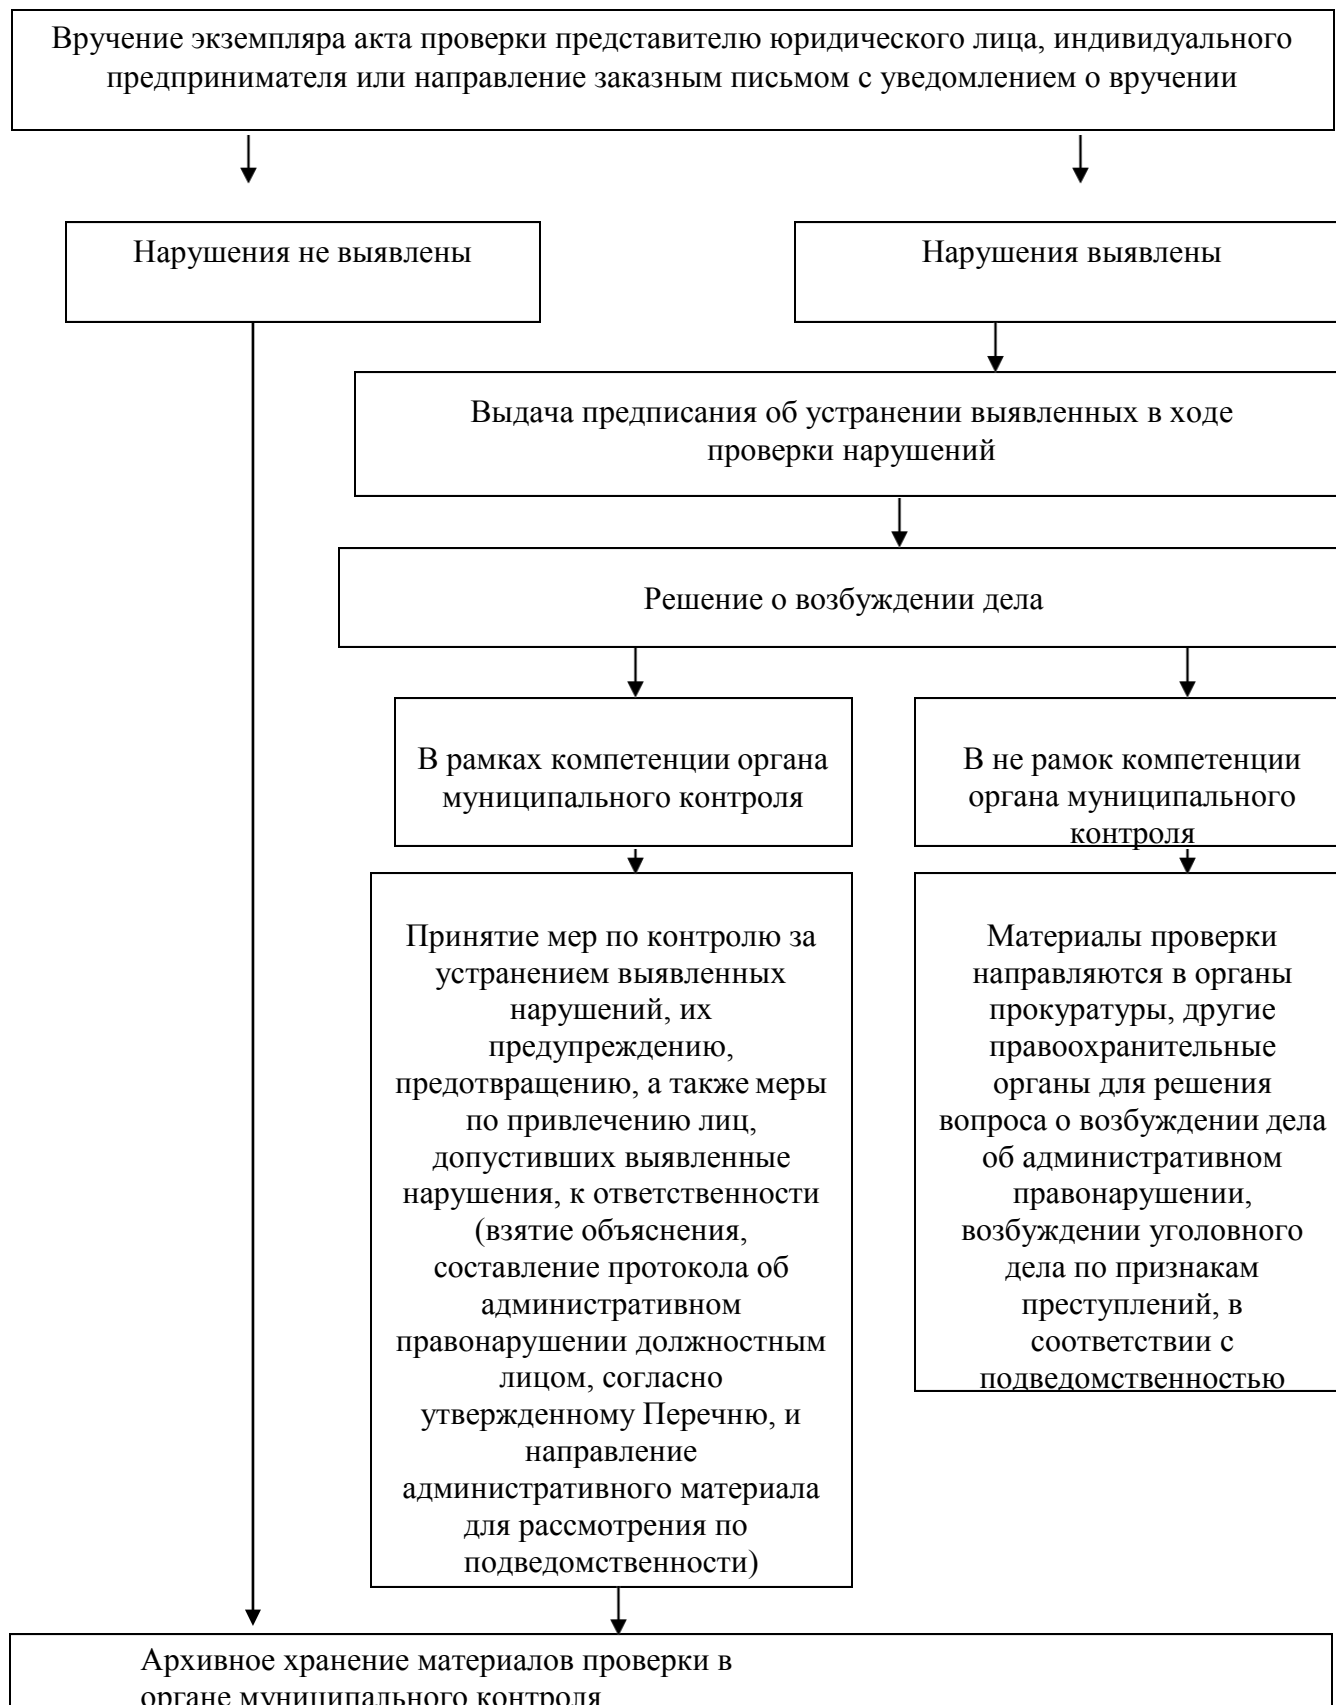 Вручение экземпляра акта проверки представителю юридического лица, индивидуального
предпринимателя или направление заказным письмом с уведомлением о вручении
Нарушения не выявлены
Нарушения выявлены
Выдача предписания об устранении выявленных в ходе
проверки нарушений
Решение о возбуждении дела
В рамках компетенции органа
муниципального контроля
В не рамок компетенции
органа муниципального
контроля
Принятие мер по контролю за
устранением выявленных
нарушений, их
предупреждению,
предотвращению, а также меры
по привлечению лиц,
допустивших выявленные
нарушения, к ответственности
(взятие объяснения,
составление протокола об
административном
правонарушении должностным
лицом, согласно
утвержденному Перечню, и
направление
административного материала
для рассмотрения по
подведомственности)
Материалы проверки
направляются в органы
прокуратуры, другие
правоохранительные
органы для решения
вопроса о возбуждении дела
об административном
правонарушении,
возбуждении уголовного
дела по признакам
преступлений, в
соответствии с
подведомственностью
Архивное хранение материалов проверки в
органе муниципального контроля